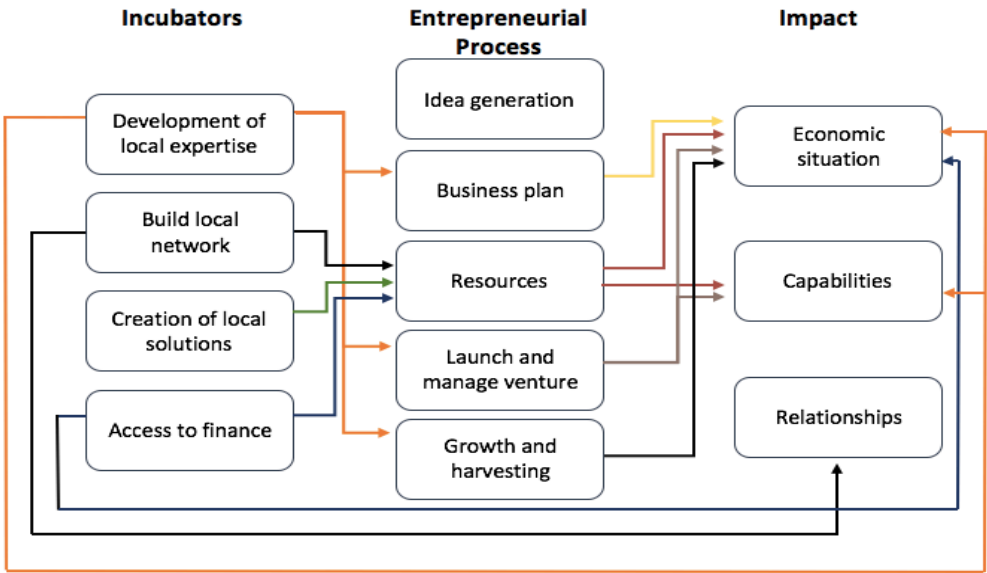 Incubators
Entrepreneurial
Process
Impact
Development of
local expertise
Build local
network
Creation of local
solutions
Access to finance
Idea generation
Business plan
Resources
Launch and
manage venture
Growth and
harvesting
Economic
situation
Capabilities
Relationships